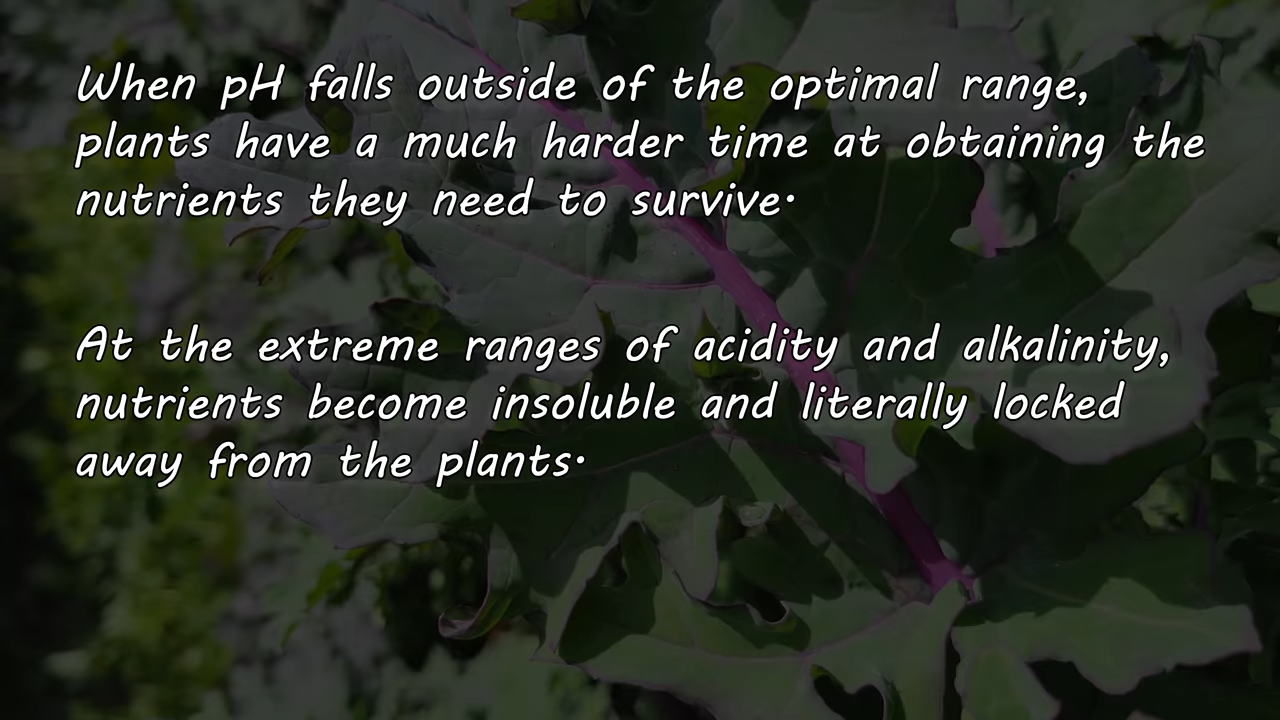 When pH falls outside of the optimal range,
plants have a much harder time at obtaining the
nutrients they need to survive.
At the extreme ranges of acidity and alkalinity,
nutrients become insoluble and literally locked
away from the plants.